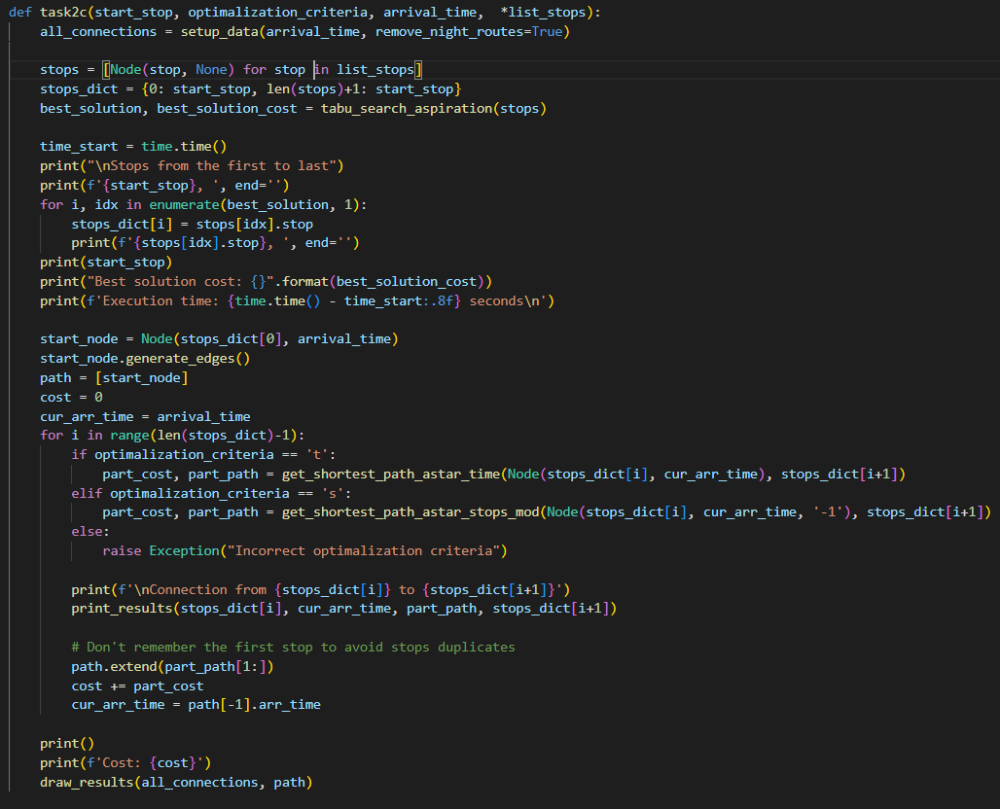 def task2c(start_stop, optimalization_criteria, arrival_time,  *list_stops):
    all_connections = setup_data(arrival_time, remove_night_routes=True)

    stops = [Node(stop, None) for stop in list_stops]
    stops_dict = {0: start_stop, len(stops)+1: start_stop}
    best_solution, best_solution_cost = tabu_search_aspiration(stops)

    time_start = time.time()
    print("\nStops from the first to last")
    print(f'{start_stop}, ', end='')
    for i, idx in enumerate(best_solution, 1):
        stops_dict[i] = stops[idx].stop
        print(f'{stops[idx].stop}, ', end='')
    print(start_stop)
    print("Best solution cost: {}".format(best_solution_cost))
    print(f'Execution time: {time.time() - time_start:.8f} seconds\n')

    start_node = Node(stops_dict[0], arrival_time)
    start_node.generate_edges()
    path = [start_node]
    cost = 0
    cur_arr_time = arrival_time
    for i in range(len(stops_dict)-1):
        if optimalization_criteria == 't':
            part_cost, part_path = get_shortest_path_astar_time(Node(stops_dict[i], cur_arr_time), stops_dict[i+1])
        elif optimalization_criteria == 's':
            part_cost, part_path = get_shortest_path_astar_stops_mod(Node(stops_dict[i], cur_arr_time, '-1'), stops_dict[i+1])
        else:
            raise Exception("Incorrect optimalization criteria")

        print(f'\nConnection from {stops_dict[i]} to {stops_dict[i+1]}')
        print_results(stops_dict[i], cur_arr_time, part_path, stops_dict[i+1])

        # Don't remember the first stop to avoid stops duplicates
        path.extend(part_path[1:])
        cost += part_cost
        cur_arr_time = path[-1].arr_time

    print()
    print(f'Cost: {cost}')
    draw_results(all_connections, path)